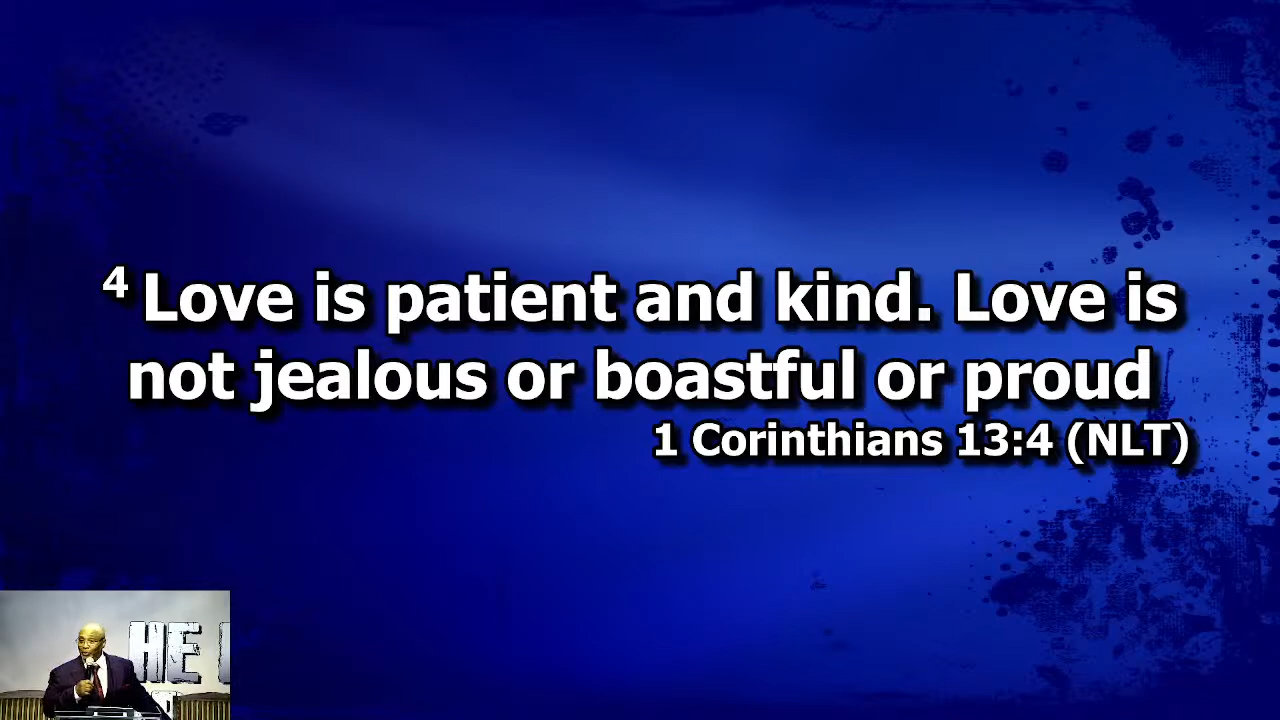 4 Love is patient and kind. Love is
not jealous or boastful or proud
1 Corinthians 13:4 (NLT)
HE